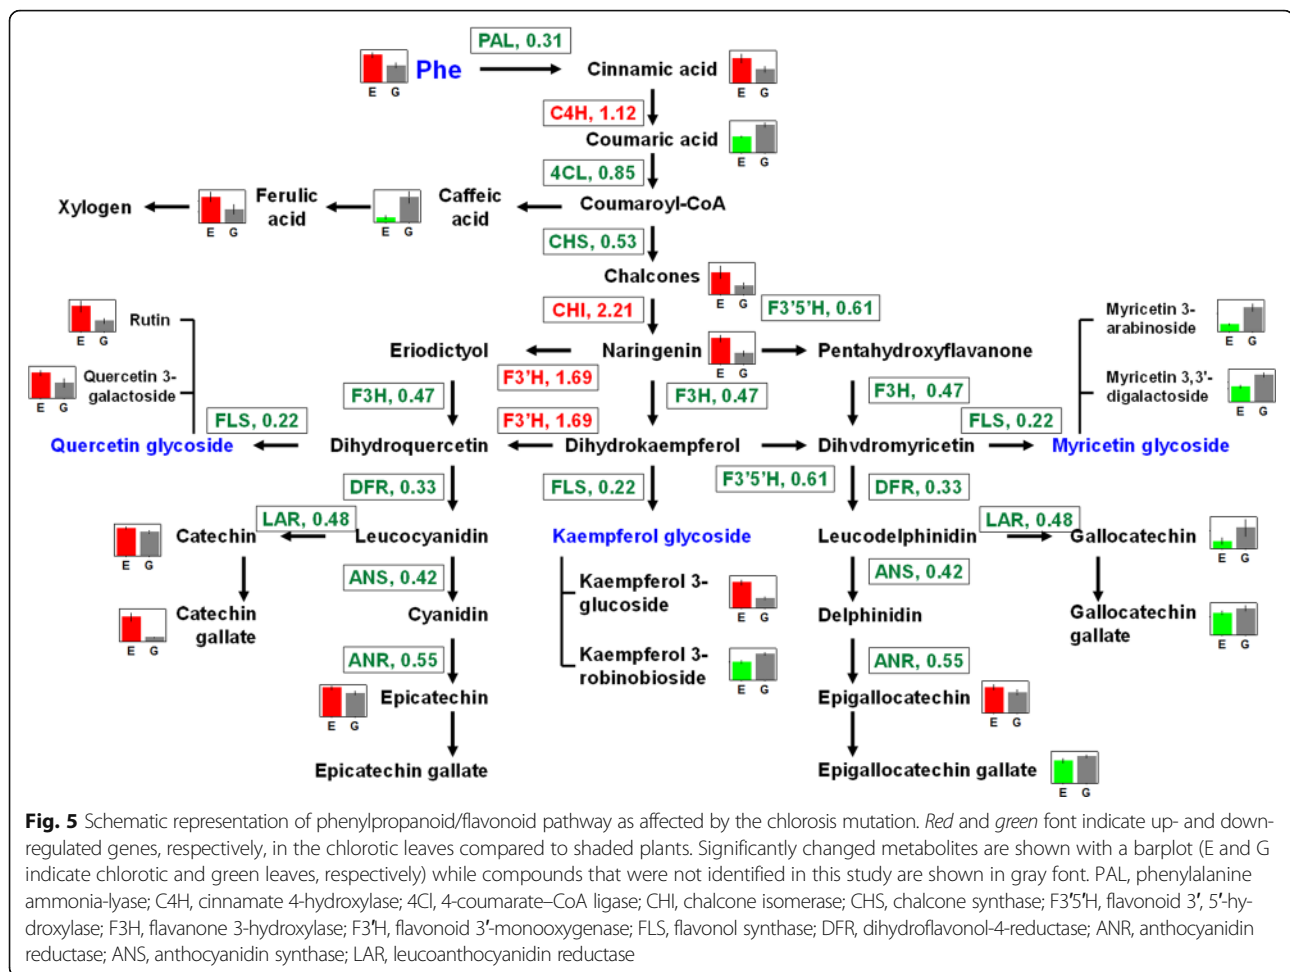 PAL, 0.31
Phe
Cinnamic acid
E G
E G
C4H, 1.12
Coumaric acid
E G
4CL, 0.85
Xylogen
Ferulic acid
E G
Caffeic acid
E G
Coumaroyl-CoA
CHS, 0.53
Chalcones
E G
CHI, 2.21
F3'5'H, 0.61
Rutin
E G
Myricetin 3-
arabinoside
E G
Eriodictyol
Naringenin
E G
Pentahydroxyflavanone
F3'H, 1.69
Quercetin 3-
galactoside
E G
F3H, 0.47
F3H, 0.47
F3H, 0.47
Myricetin 3,3'-
digalactoside
E G
FLS, 0.22
F3'H, 1.69
FLS, 0.22
Quercetin glycoside
Dihydroquercetin
Dihydrokaempferol
Dihvdromyricetin
Myricetin glycoside
DFR, 0.33
FLS, 0.22
F3'5'H, 0.61
DFR, 0.33
LAR, 0.48
LAR, 0.48
Catechin
E G
Leucocyanidin
Kaempferol glycoside
Leucodelphinidin
Gallocatechin
E G
ANS, 0.42
Kaempferol 3-
glucoside
E G
ANS, 0.42
Catechin
gallate
E G
Cyanidin
Delphinidin
Gallocatechin
gallate
E G
ANR, 0.55
Kaempferol 3-
robinobioside
E G
ANR, 0.55
Epicatechin
E G
Epigallocatechin
E G
Epicatechin gallate
Epigallocatechin gallate
E G
Fig. 5 Schematic representation of phenylpropanoid/flavonoid pathway as affected by the chlorosis mutation. Red and green font indicate up- and down-
regulated genes, respectively, in the chlorotic leaves compared to shaded plants. Significantly changed metabolites are shown with a barplot (E and G
indicate chlorotic and green leaves, respectively) while compounds that were not identified in this study are shown in gray font. PAL, phenylalanine
ammonia-lyase; C4H, cinnamate 4-hydroxylase; 4Cl, 4-coumarate–CoA ligase; CHI, chalcone isomerase; CHS, chalcone synthase; F3′5′H, flavonoid 3′, 5′-hy-
droxylase; F3H, flavanone 3-hydroxylase; F3′H, flavonoid 3′-monooxygenase; FLS, flavonol synthase; DFR, dihydroflavonol-4-reductase; ANR, anthocyanidin
reductase; ANS, anthocyanidin synthase; LAR, leucoanthocyanidin reductase